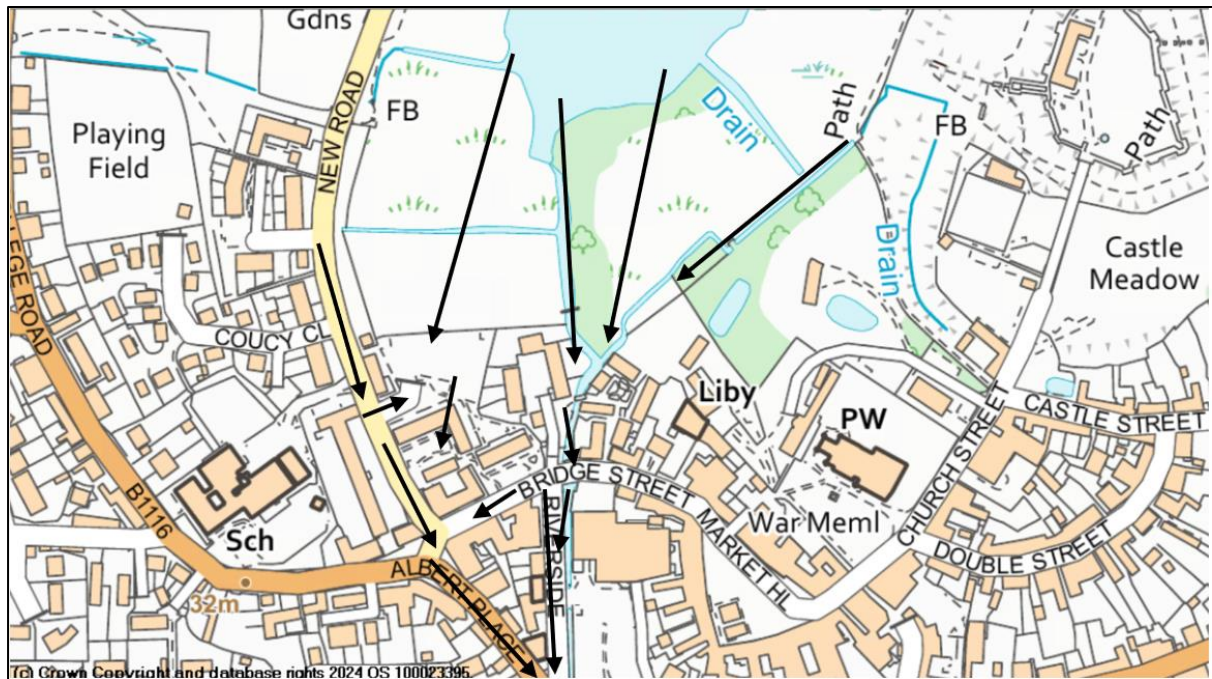 Gdns
NEW ROAD
FB
Drain
Path
FB
Path
Playing
Field
LEGE ROAD
Drain
Castle
Meadow
COUCY CL
Liby
PW
CHURCH STREET
CASTLE STREET
BRIDGE STREET
B1116
Sch
RIVERSIDE
MARKET HL
War Meml
DOUBLE STREET
ALBERT PLACE
32m
(c) Crown Copyright and database rights 2024 OS 100023395.